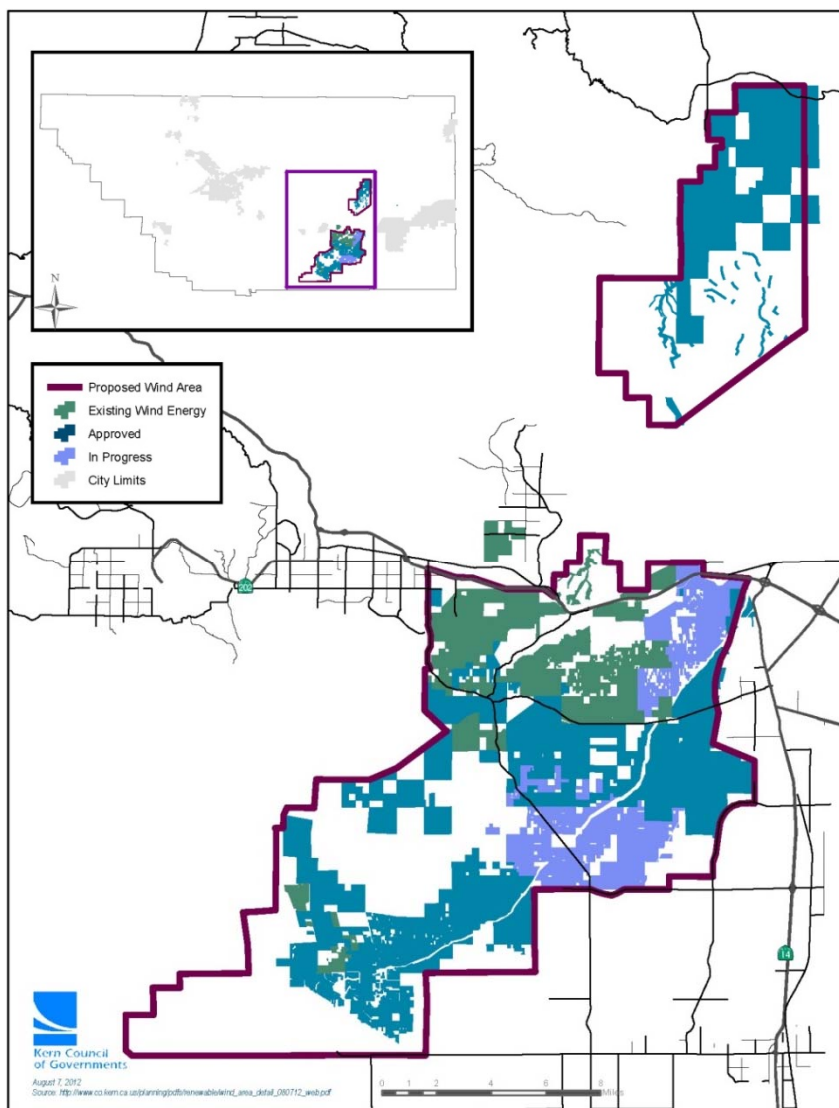 N
Proposed Wind Area
Existing Wind Energy
Approved
In Progress
City Limits
202
14
Kern Council
of Governments
August 7, 2012
Source: http://www.co.kern.ca.us/planning/pdfs/renewable/wind_area_detail_080712_web.pdf
0 2 4 6 8
Miles